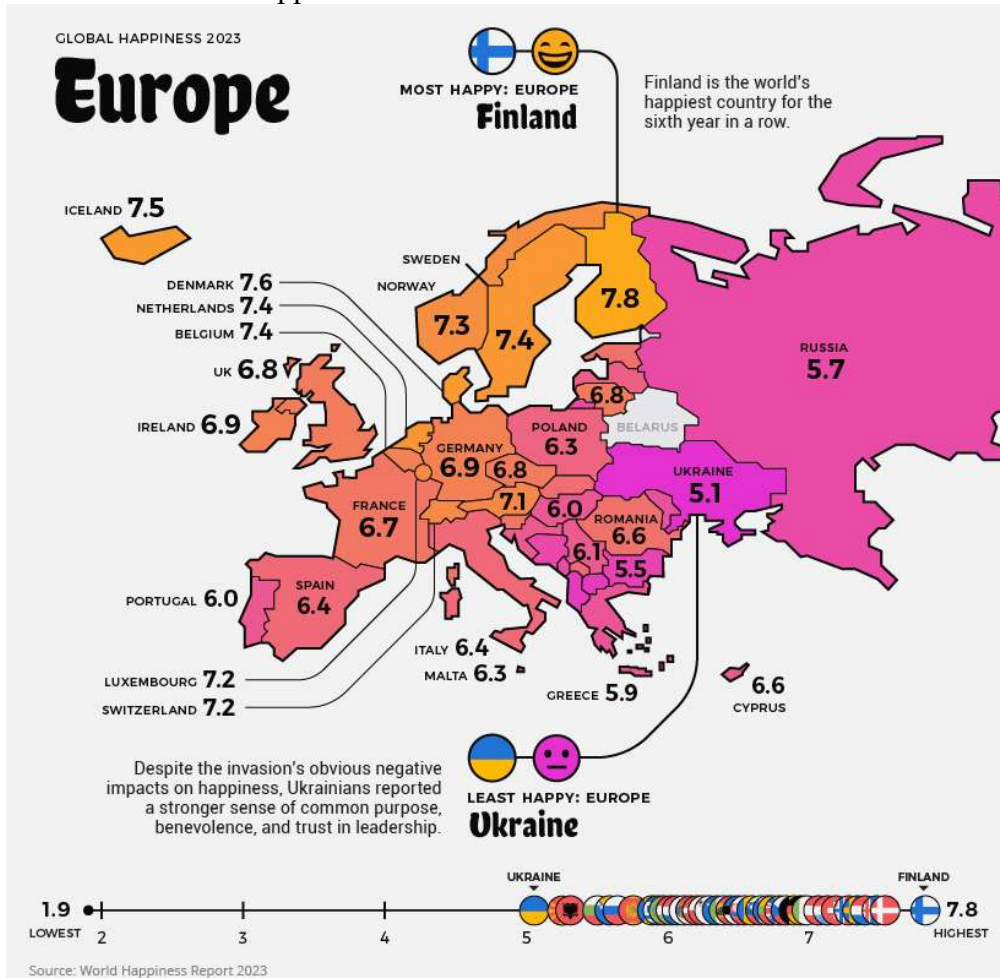 GLOBAL HAPPINESS 2023
Europe
MOST HAPPY: EUROPE
Finland
Finland is the world's
happiest country for the
sixth year in a row.
ICELAND 7.5
SWEDEN
NORWAY
DENMARK 7.6
NETHERLANDS 7.4
BELGIUM 7.4
UK 6.8
IRELAND 6.9
7.3
7.4
7.8
RUSSIA
5.7
6.8
BELARUS
POLAND
6.3
GERMANY
6.9
6.8
UKRAINE
5.1
7.1
FRANCE
6.7
6.0
ROMANIA
6.6
6.1
5.5
SPAIN
6.4
PORTUGAL 6.0
ITALY 6.4
MALTA 6.3
LUXEMBOURG 7.2
SWITZERLAND 7.2
GREECE 5.9
6.6
CYPRUS
Despite the invasion's obvious negative
impacts on happiness, Ukrainians reported
a stronger sense of common purpose,
benevolence, and trust in leadership.
LEAST HAPPY: EUROPE
Ukraine
UKRAINE
FINLAND
1.9
LOWEST
2 3 4 5 6 7
7.8
HIGHEST
Source: World Happiness Report 2023